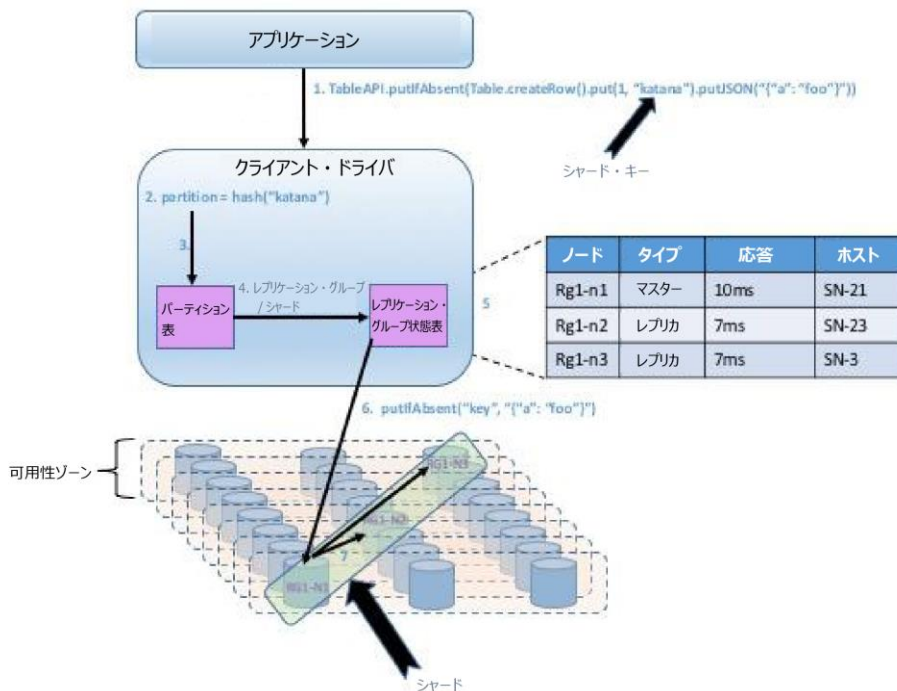 アプリケーション
1. TableAPI.putIfAbsent(Table.createRow().put(1, “katana”).putJSON(“{“a”: “foo”}”))
シャード・キー
クライアント・ドライバ
2. partition = hash(“katana”)
3.
4. レプリケーション・グループ
/ シャード
パーティション
表
レプリケーション・
グループ状態表
5
ノード タイプ 応答 ホスト
Rg1-n1 マスター 10ms SN-21
Rg1-n2 レプリカ 7ms SN-23
Rg1-n3 レプリカ 7ms SN-3
6. putIfAbsent(“key”, “{“a”: “foo”}”)
可用性ゾーン
RG1-N3
RG1-N2
7
RG1-N1
シャード